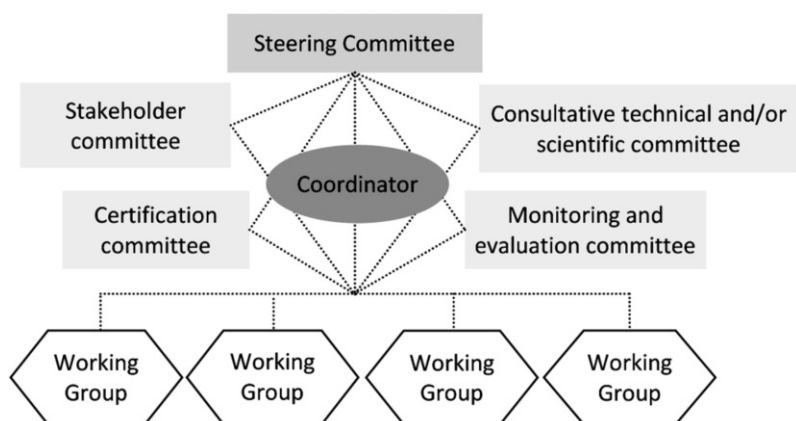 Steering Committee
Stakeholder
committee
Consultative technical and/or
scientific committee
Coordinator
Certification
committee
Monitoring and
evaluation committee
Working
Group
Working
Group
Working
Group
Working
Group